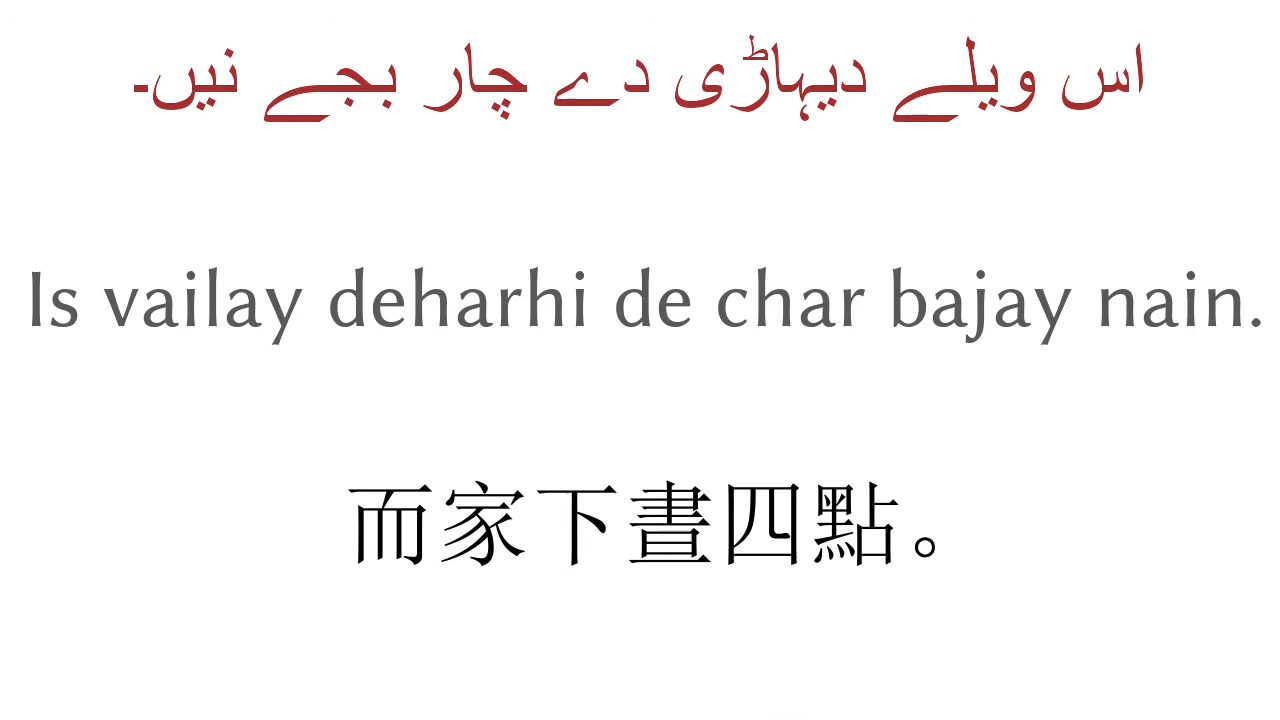 اس ویلے دیہاڑی دے چار بجے نیں۔
Is vailay deharhi de char bajay nain.
而家下晝四點。